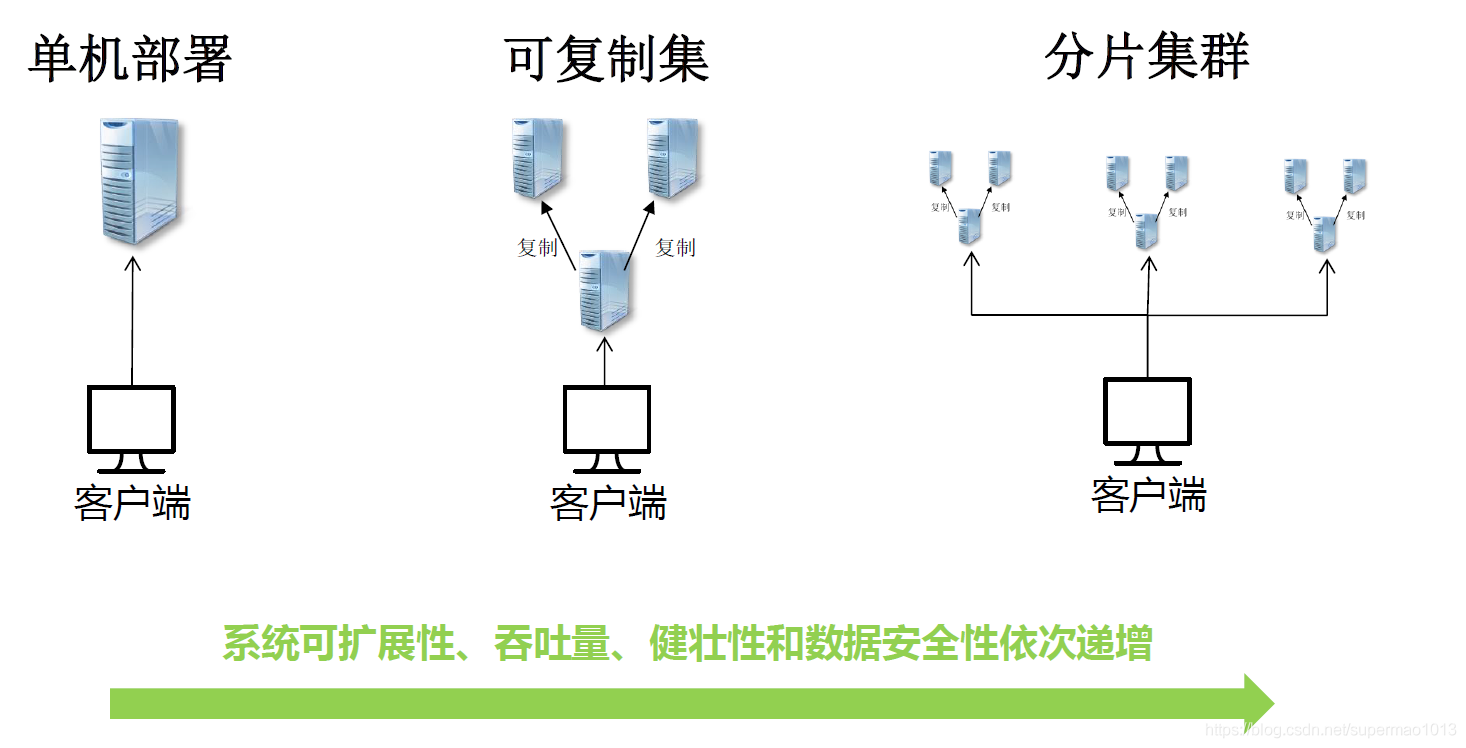 单机部署
可复制集
分片集群
复制
复制
复制
复制
复制
复制
复制
复制
客户端
客户端
客户端
系统可扩展性、吞吐量、健壮性和数据安全性依次递增
https://blog.csdn.net/supermao1013